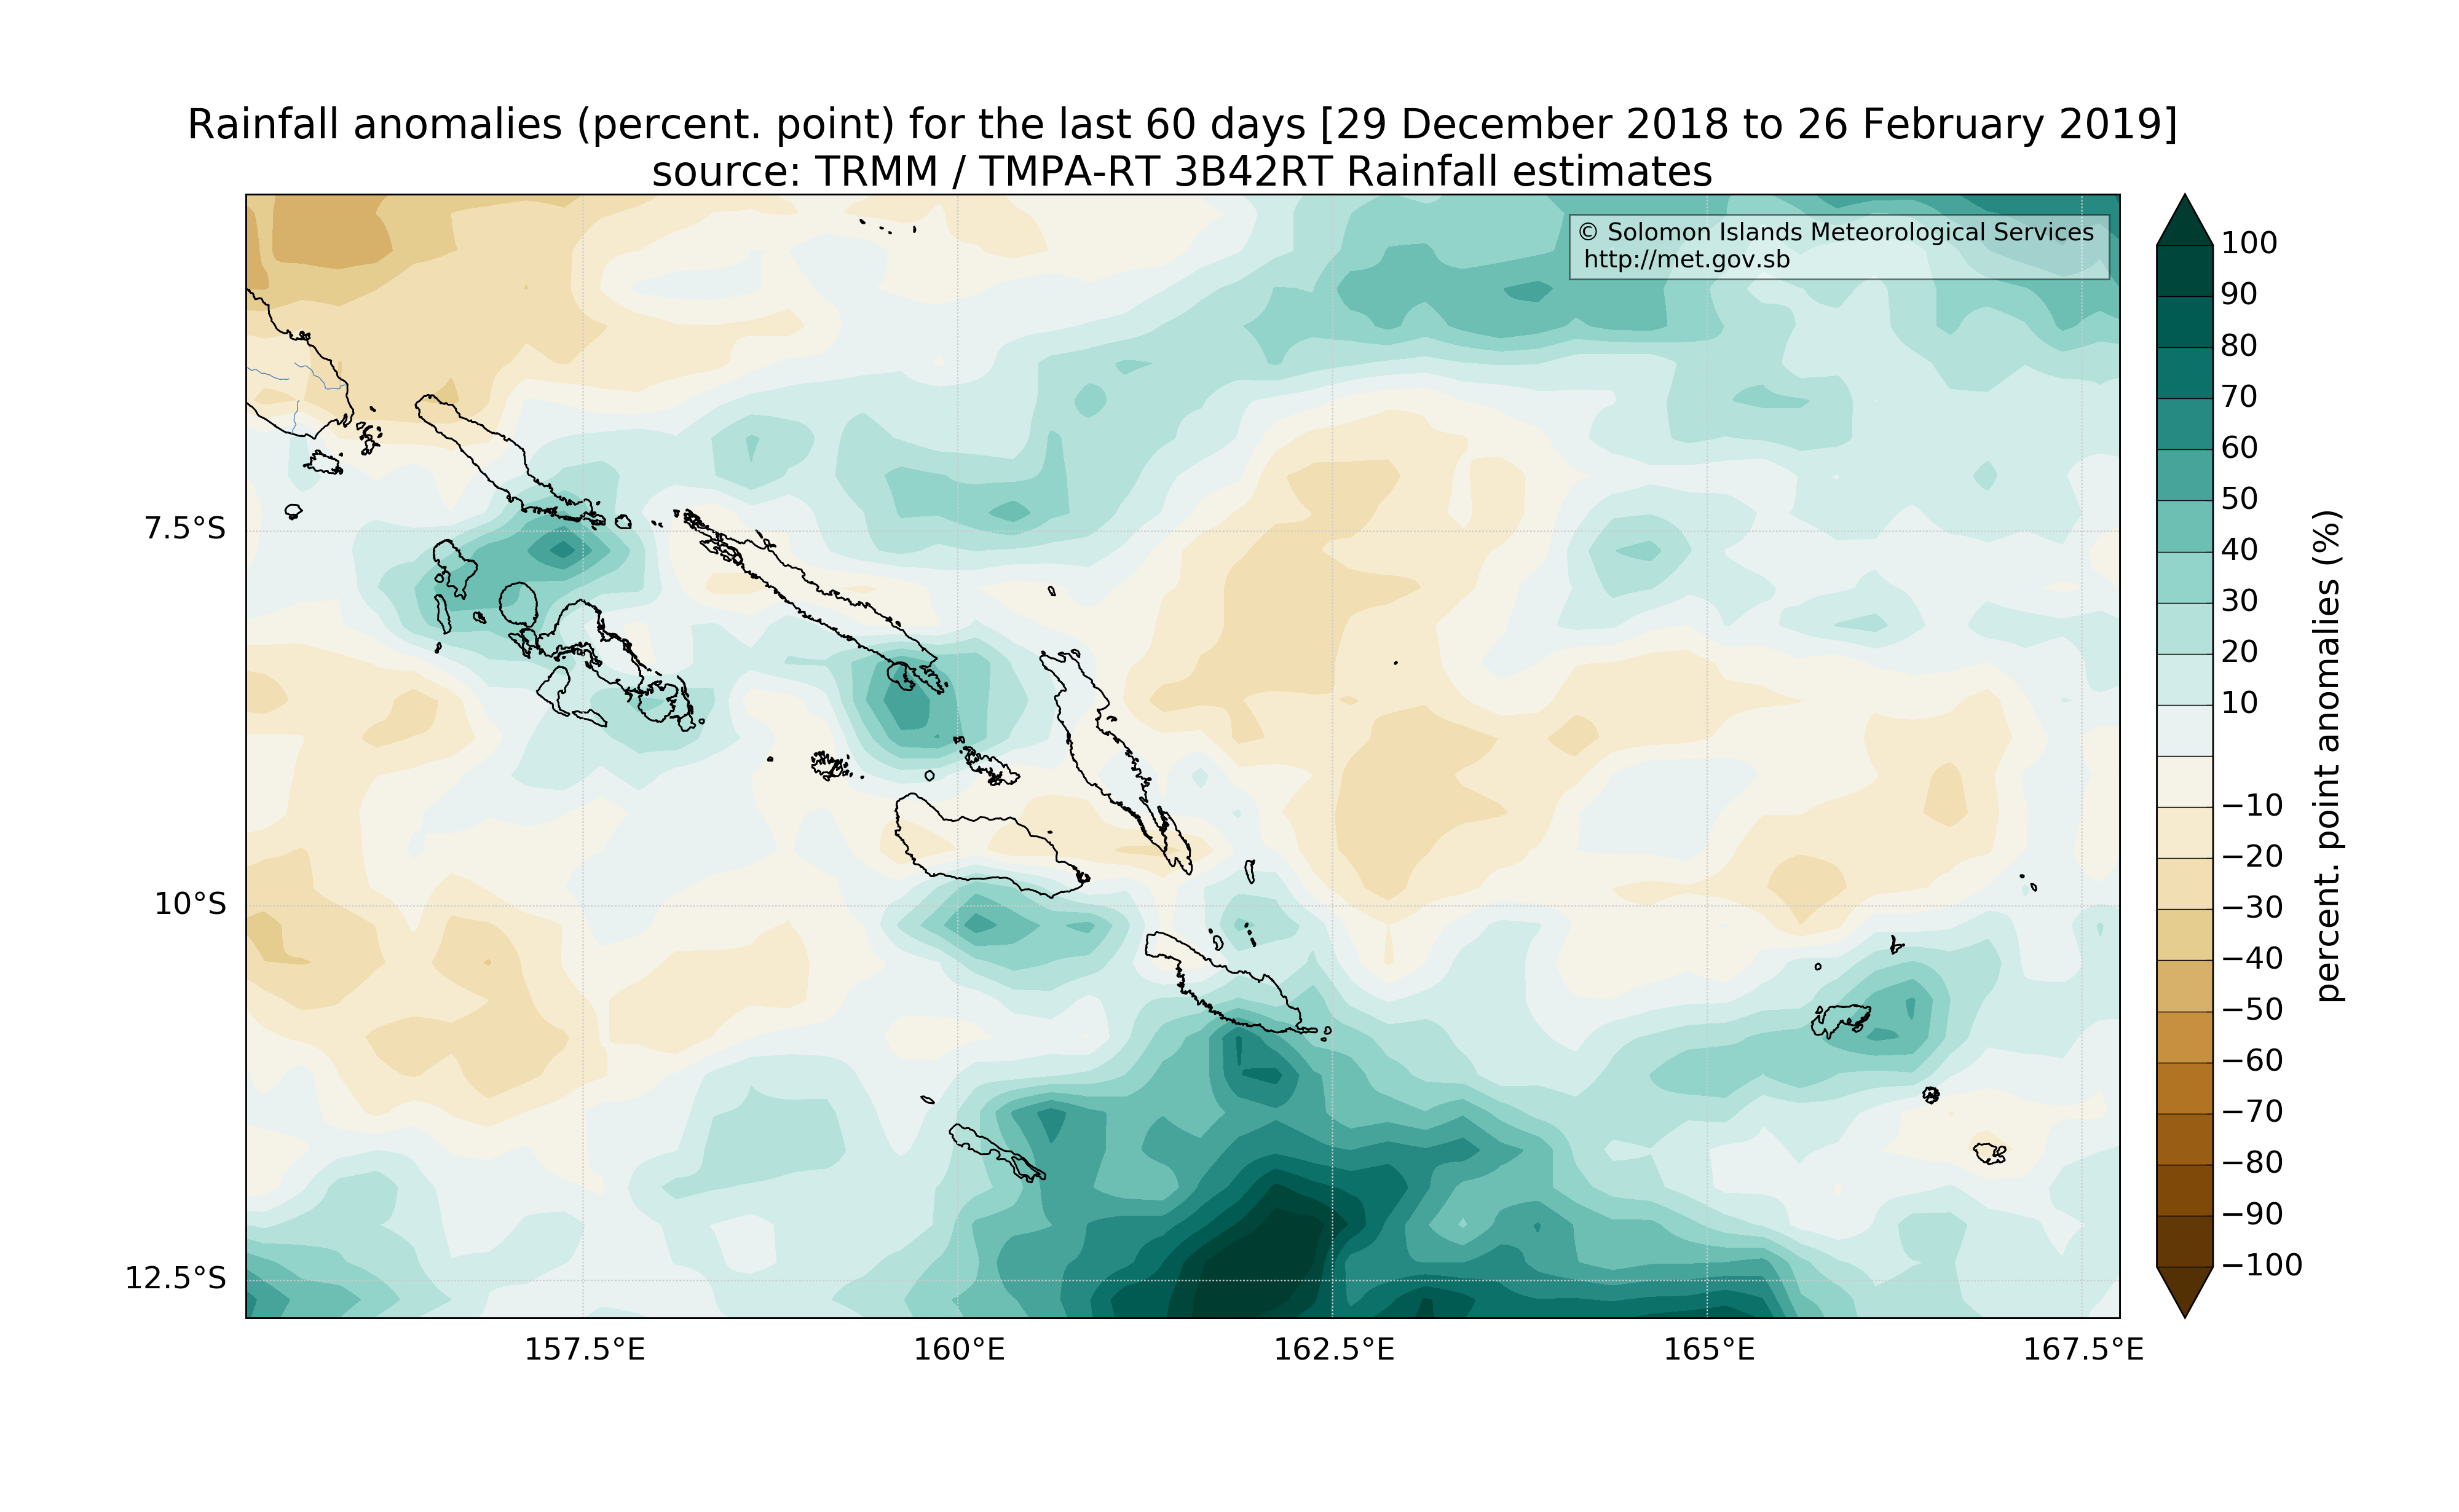 Rainfall anomalies (percent. point) for the last 60 days [29 December 2018 to 26 February 2019]
source: TRMM / TMPA-RT 3B42RT Rainfall estimates
© Solomon Islands Meteorological Services
http://met.gov.sb
7.5°S
10°S
12.5°S
157.5°E
160°E
162.5°E
165°E
167.5°E
100
90
80
70
60
50
40
30
20
10
−10
−20
−30
−40
−50
−60
−70
−80
−90
−100
percent. point anomalies (%)